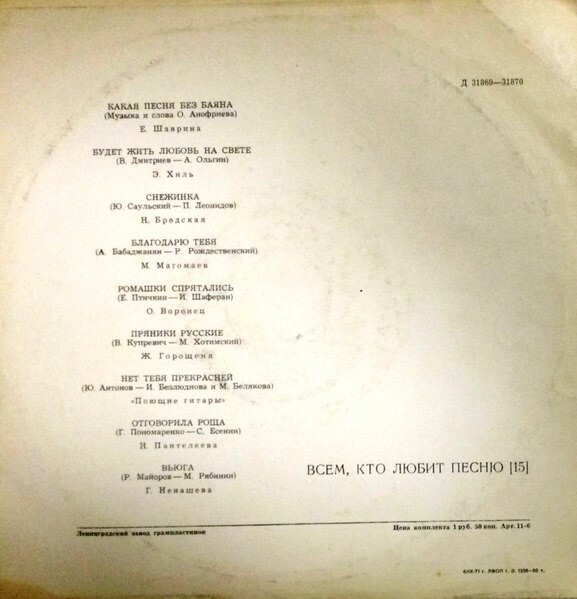 Д 31869—31870
КАКАЯ ПЕСНЯ БЕЗ БАЯНА
(Музыка и слова О. Анофриева)
Е. Шаврина
БУДЕТ ЖИТЬ ЛЮБОВЬ НА СВЕТЕ
(В. Дмитриев — А. Ольгин)
Э. Хиль
СНЕЖИНКА
(Ю. Саульский — П. Леонидов)
Н. Бродская
БЛАГОДАРЮ ТЕБЯ
(А. Бабаджанян — Р. Рождественский)
М. Магомаев
РОМАШКИ СПРЯТАЛИСЬ
(Е. Птичкин — И. Шаферан)
О. Воронец
ПРЯНИКИ РУССКИЕ
(В. Купревич — М. Хотимский)
Ж. Горощеня
НЕТ ТЕБЯ ПРЕКРАСНЕЙ
(Ю. Антонов — И. Безлюднова и М. Белякова)
«Поющие гитары»
ОТГОВОРИЛА РОЩА
(Г. Пономаренко — С. Есенин)
Н. Пантелеева
ВЬЮГА
(Р. Майоров — М. Рябинин)
Г. Ненашева
ВСЕМ, КТО ЛЮБИТ ПЕСНЮ [15]
Ленинградский завод грампластинок
Цена комплекта 1 руб. 50 коп. Арт. 11-6